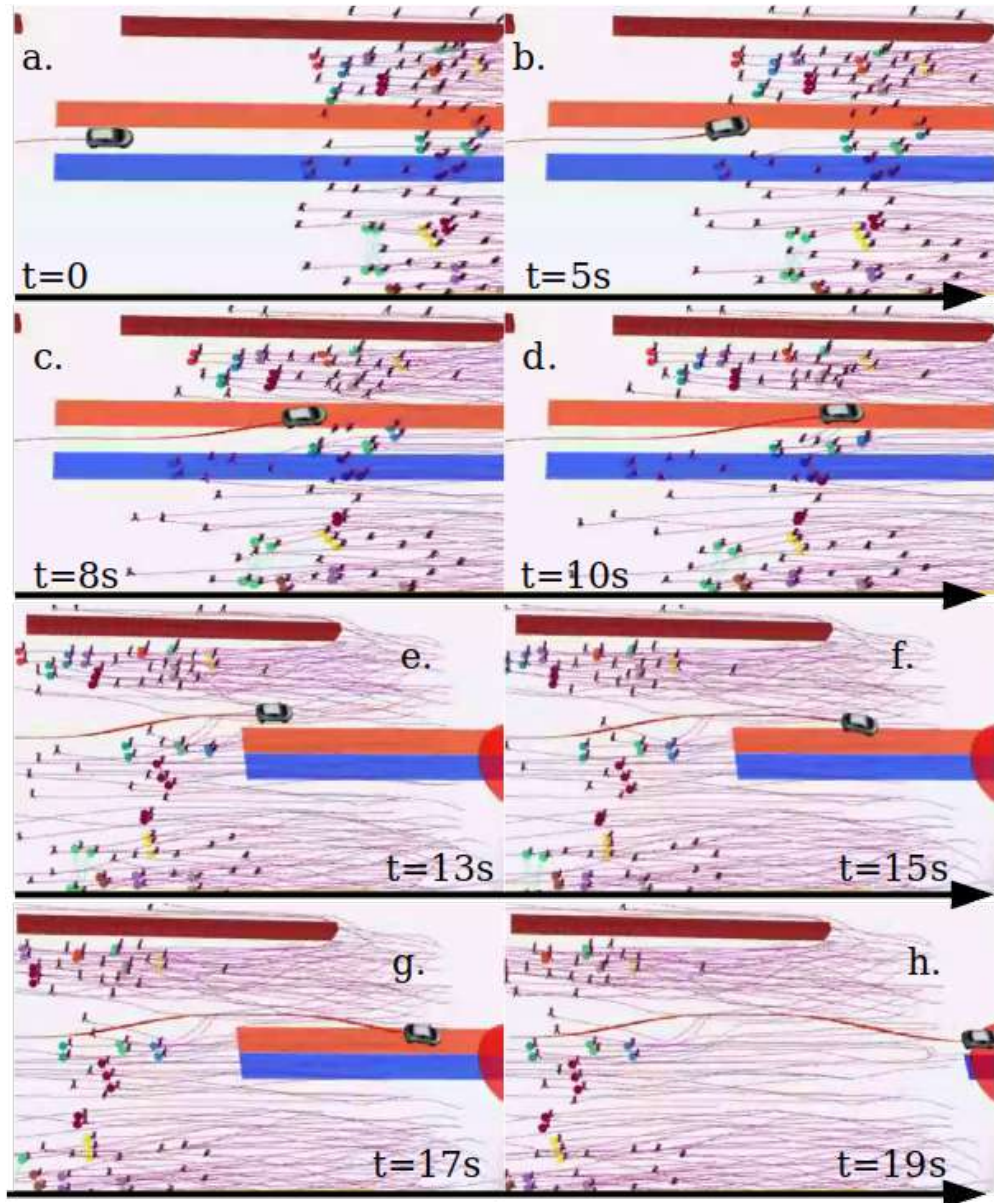 a.
b.
t=0
t=5s
c.
d.
t=8s
t=10s
e.
f.
t=13s
t=15s
g.
h.
t=17s
t=19s